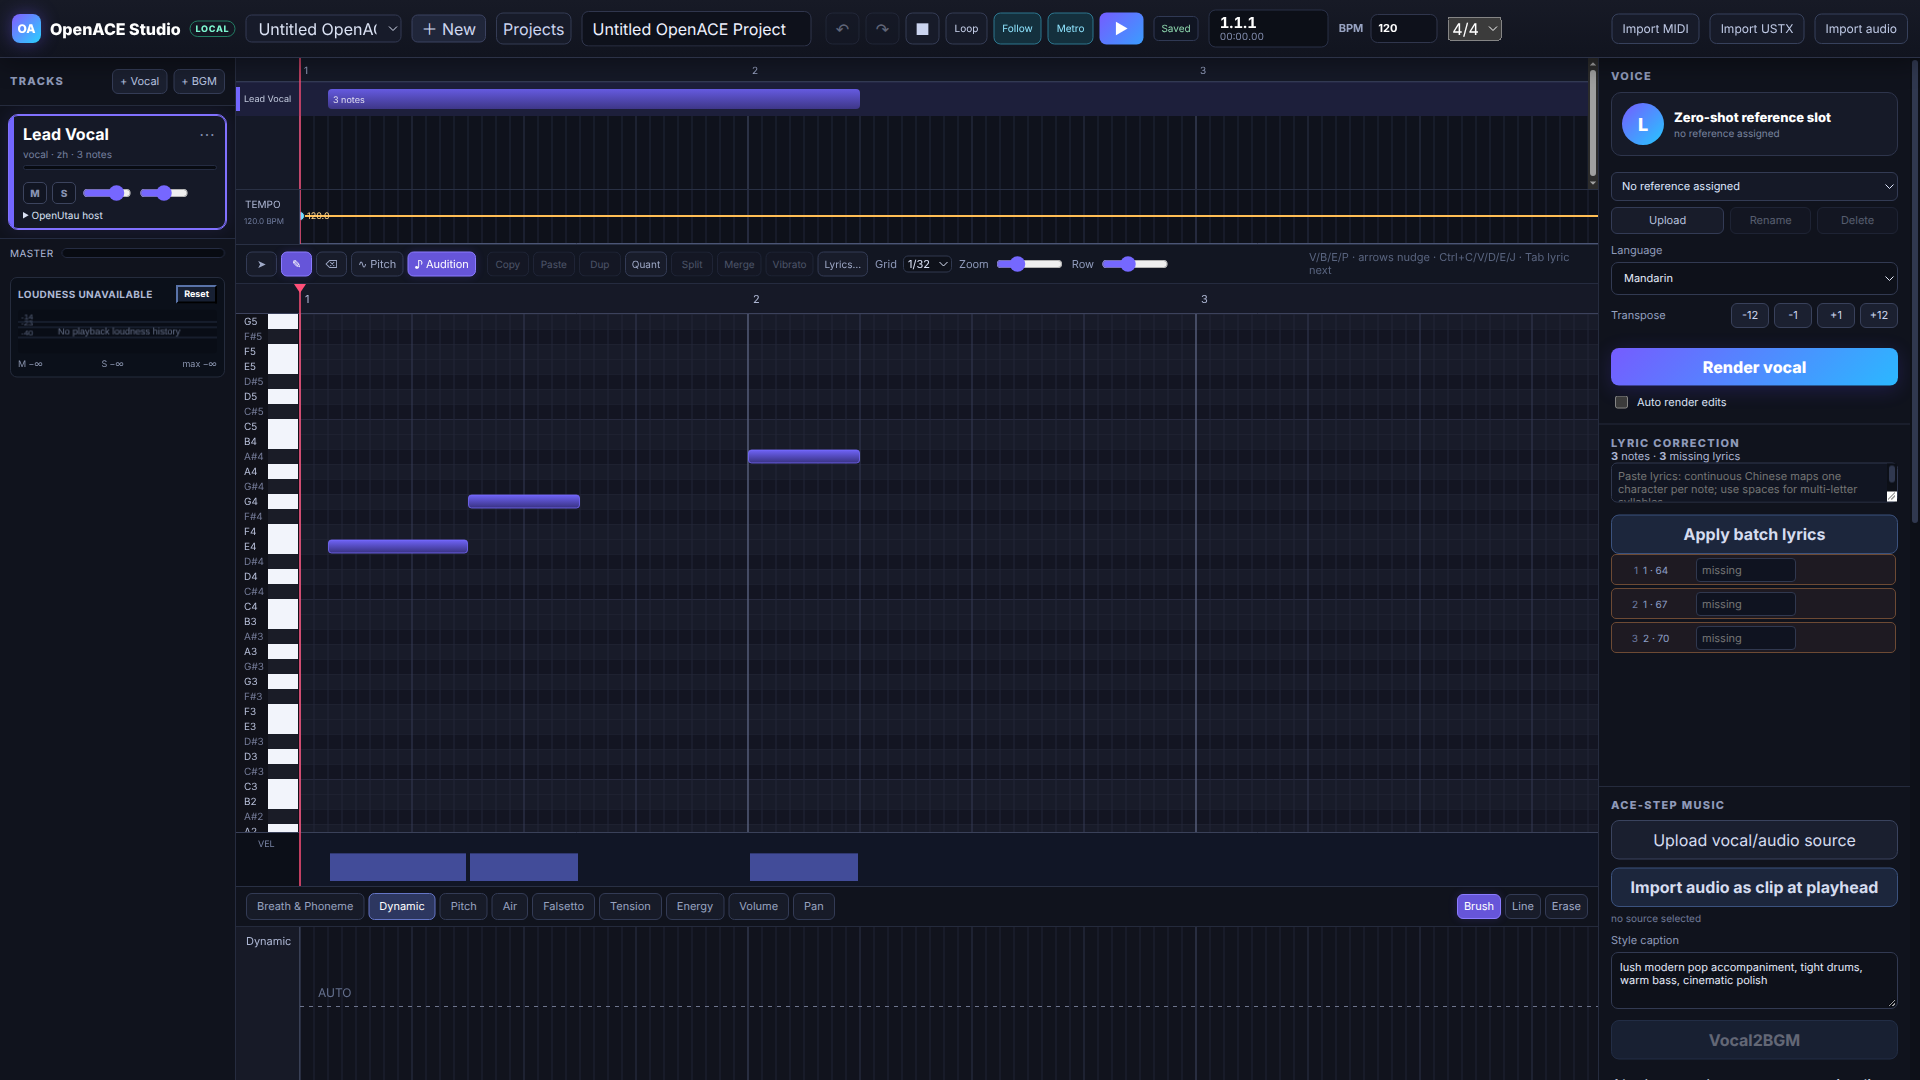 OA OpenACE Studio LOCAL Untitled OpenA + New Projects Untitled OpenACE Project ↶ ↷ Loop Follow Metro Saved 1.1.1 00:00.00 BPM 120 4/4 Import MIDI Import USTX Import audio
TRACKS + Vocal + BGM
Lead Vocal ...
vocal · zh · 3 notes
M S
OpenUtau host
MASTER
LOUDNESS UNAVAILABLE Reset
-14
-40
No playback loudness history
M −∞ S −∞ max −∞
1 2 3
Lead Vocal 3 notes
TEMPO
120.0 BPM
120.0
Pitch Audition Copy Paste Dup Quant Split Merge Vibrato Lyrics... Grid 1/32 Zoom Row
V/B/E/P · arrows nudge · Ctrl+C/V/D/E/J · Tab lyric
next
1 2 3
G5
F#5
F5
E5
D#5
D5
C#5
C5
B4
A#4
A4
G#4
G4
F#4
F4
E4
D#4
D4
C#4
C4
B3
A#3
A3
G#3
G3
F#3
F3
E3
D#3
D3
C#3
C3
B2
A#2
A2
VEL
Breath & Phoneme Dynamic Pitch Air Falsetto Tension Energy Volume Pan Brush Line Erase
Dynamic
AUTO
VOICE
L Zero-shot reference slot
no reference assigned
No reference assigned
Upload Rename Delete
Language
Mandarin
Transpose -12 -1 +1 +12
Render vocal
Auto render edits
LYRIC CORRECTION
3 notes · 3 missing lyrics
Paste lyrics: continuous Chinese maps one
character per note; use spaces for multi-letter
Apply batch lyrics
1 1 · 64 missing
2 1 · 67 missing
3 2 · 70 missing
ACE-STEP MUSIC
Upload vocal/audio source
Import audio as clip at playhead
no source selected
Style caption
lush modern pop accompaniment, tight drums,
warm bass, cinematic polish
Vocal2BGM